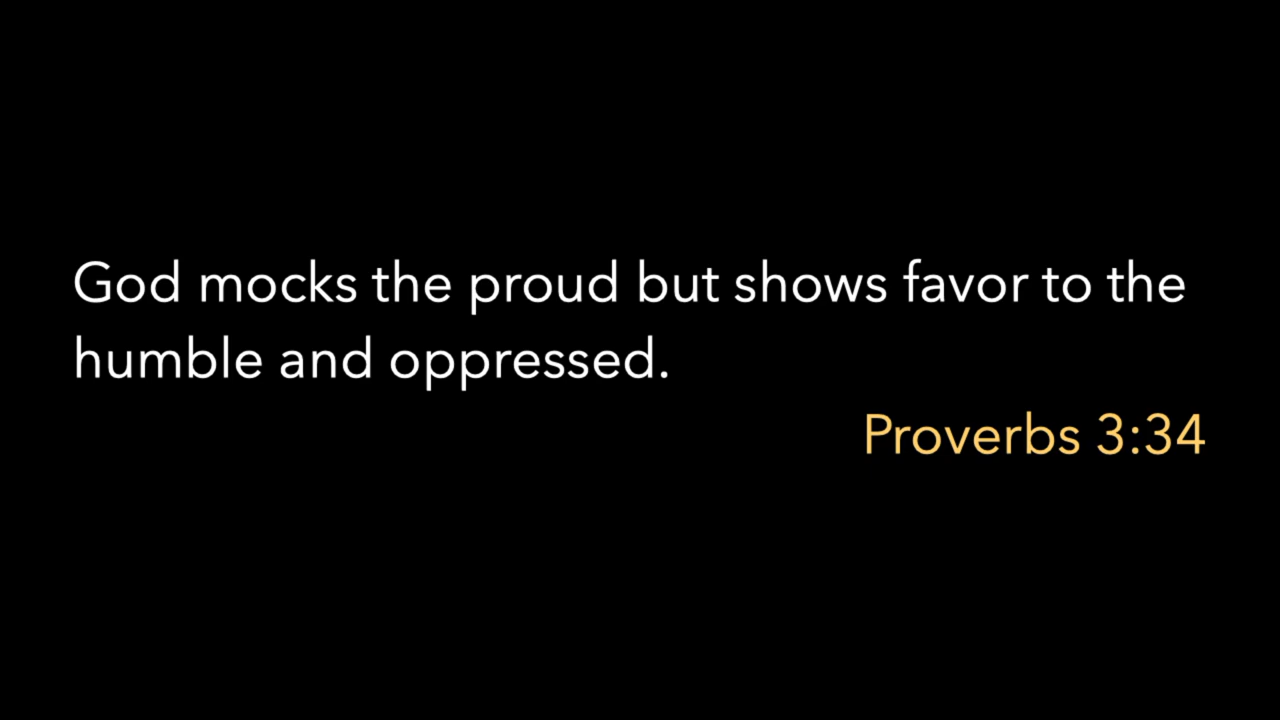 God mocks the proud but shows favor to the
humble and oppressed.
Proverbs 3:34